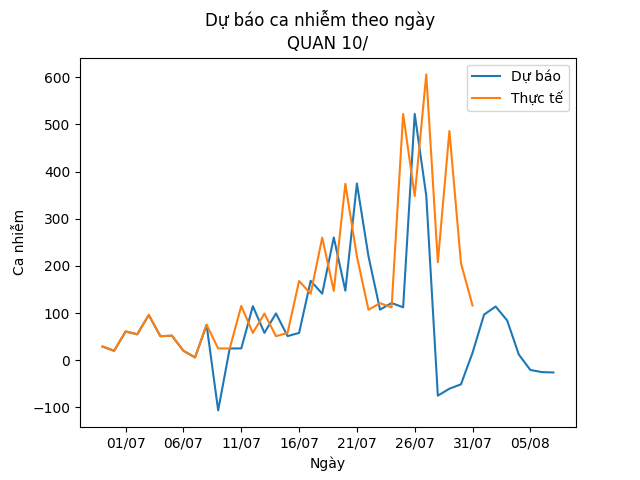 Dự báo ca nhiễm theo ngày
QUAN 10/
Dự báo
Thực tế
Ca nhiễm
600
500
400
300
200
100
0
−100
01/07 06/07 11/07 16/07 21/07 26/07 31/07 05/08
Ngày